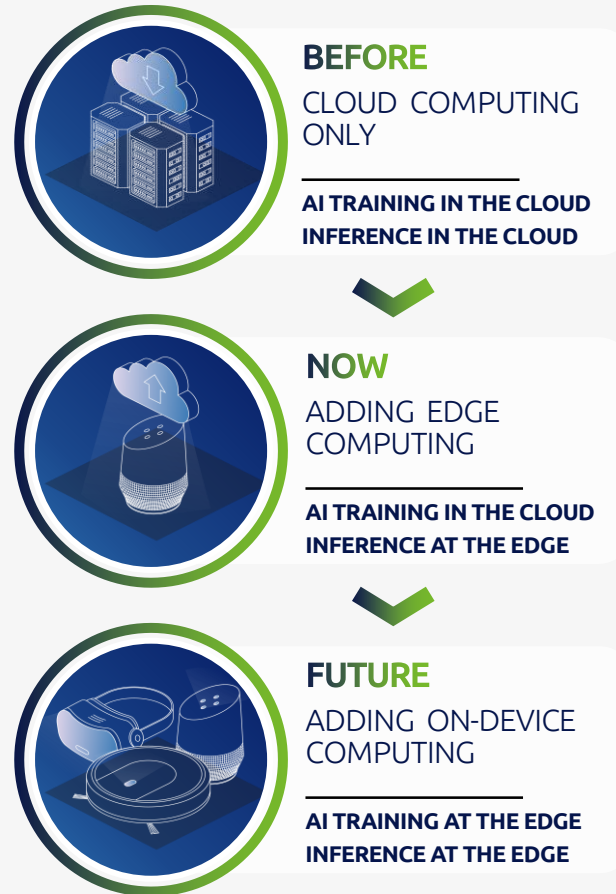 BEFORE
CLOUD COMPUTING
ONLY
AI TRAINING IN THE CLOUD
INFERENCE IN THE CLOUD
NOW
ADDING EDGE
COMPUTING
AI TRAINING IN THE CLOUD
INFERENCE AT THE EDGE
FUTURE
ADDING ON-DEVICE
COMPUTING
AI TRAINING AT THE EDGE
INFERENCE AT THE EDGE